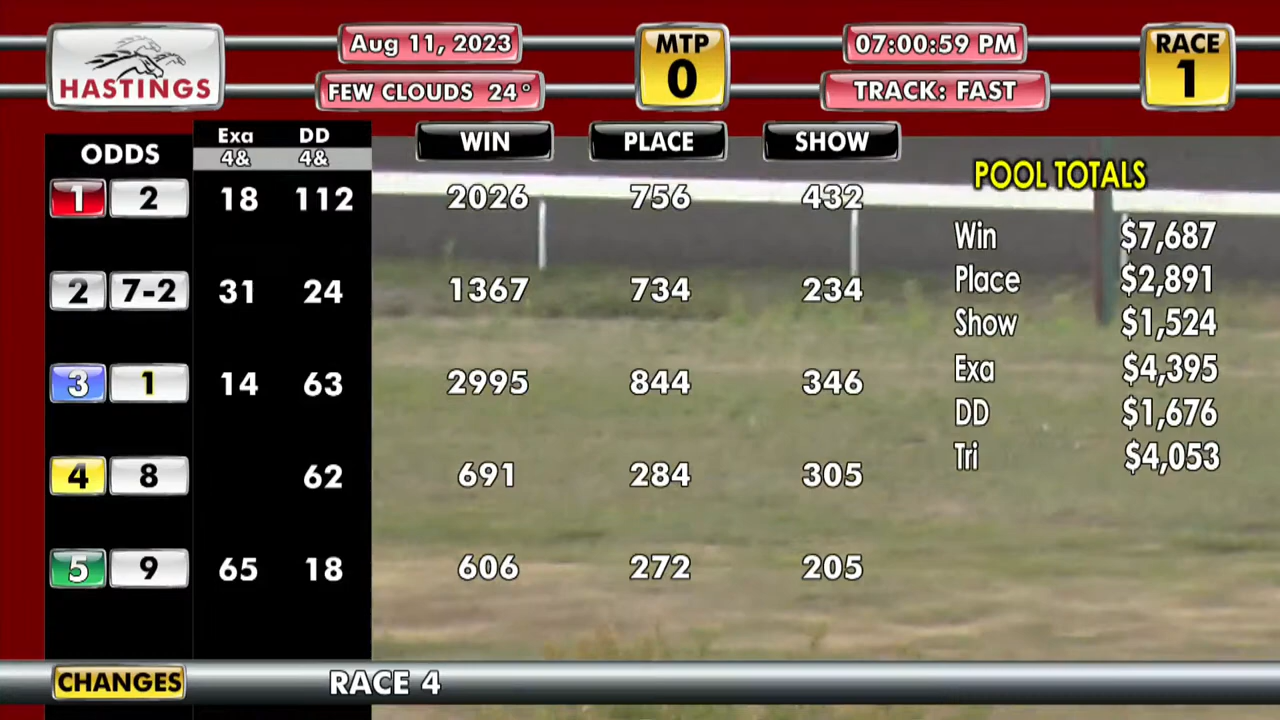 HASTINGS
Aug 11, 2023
FEW CLOUDS 24°
MTP
0
07:00:59 PM
TRACK: FAST
RACE
1
ODDS Exa DD WIN PLACE SHOW
4& 4&
1 2 18 112 2026 756 432
2 7-2 31 24 1367 734 234
3 1 14 63 2995 844 346
4 8 62 691 284 305
5 9 65 18 606 272 205
POOL TOTALS
Win $7,687
Place $2,891
Show $1,524
Exa $4,395
DD $1,676
Tri $4,053
CHANGES RACE 4